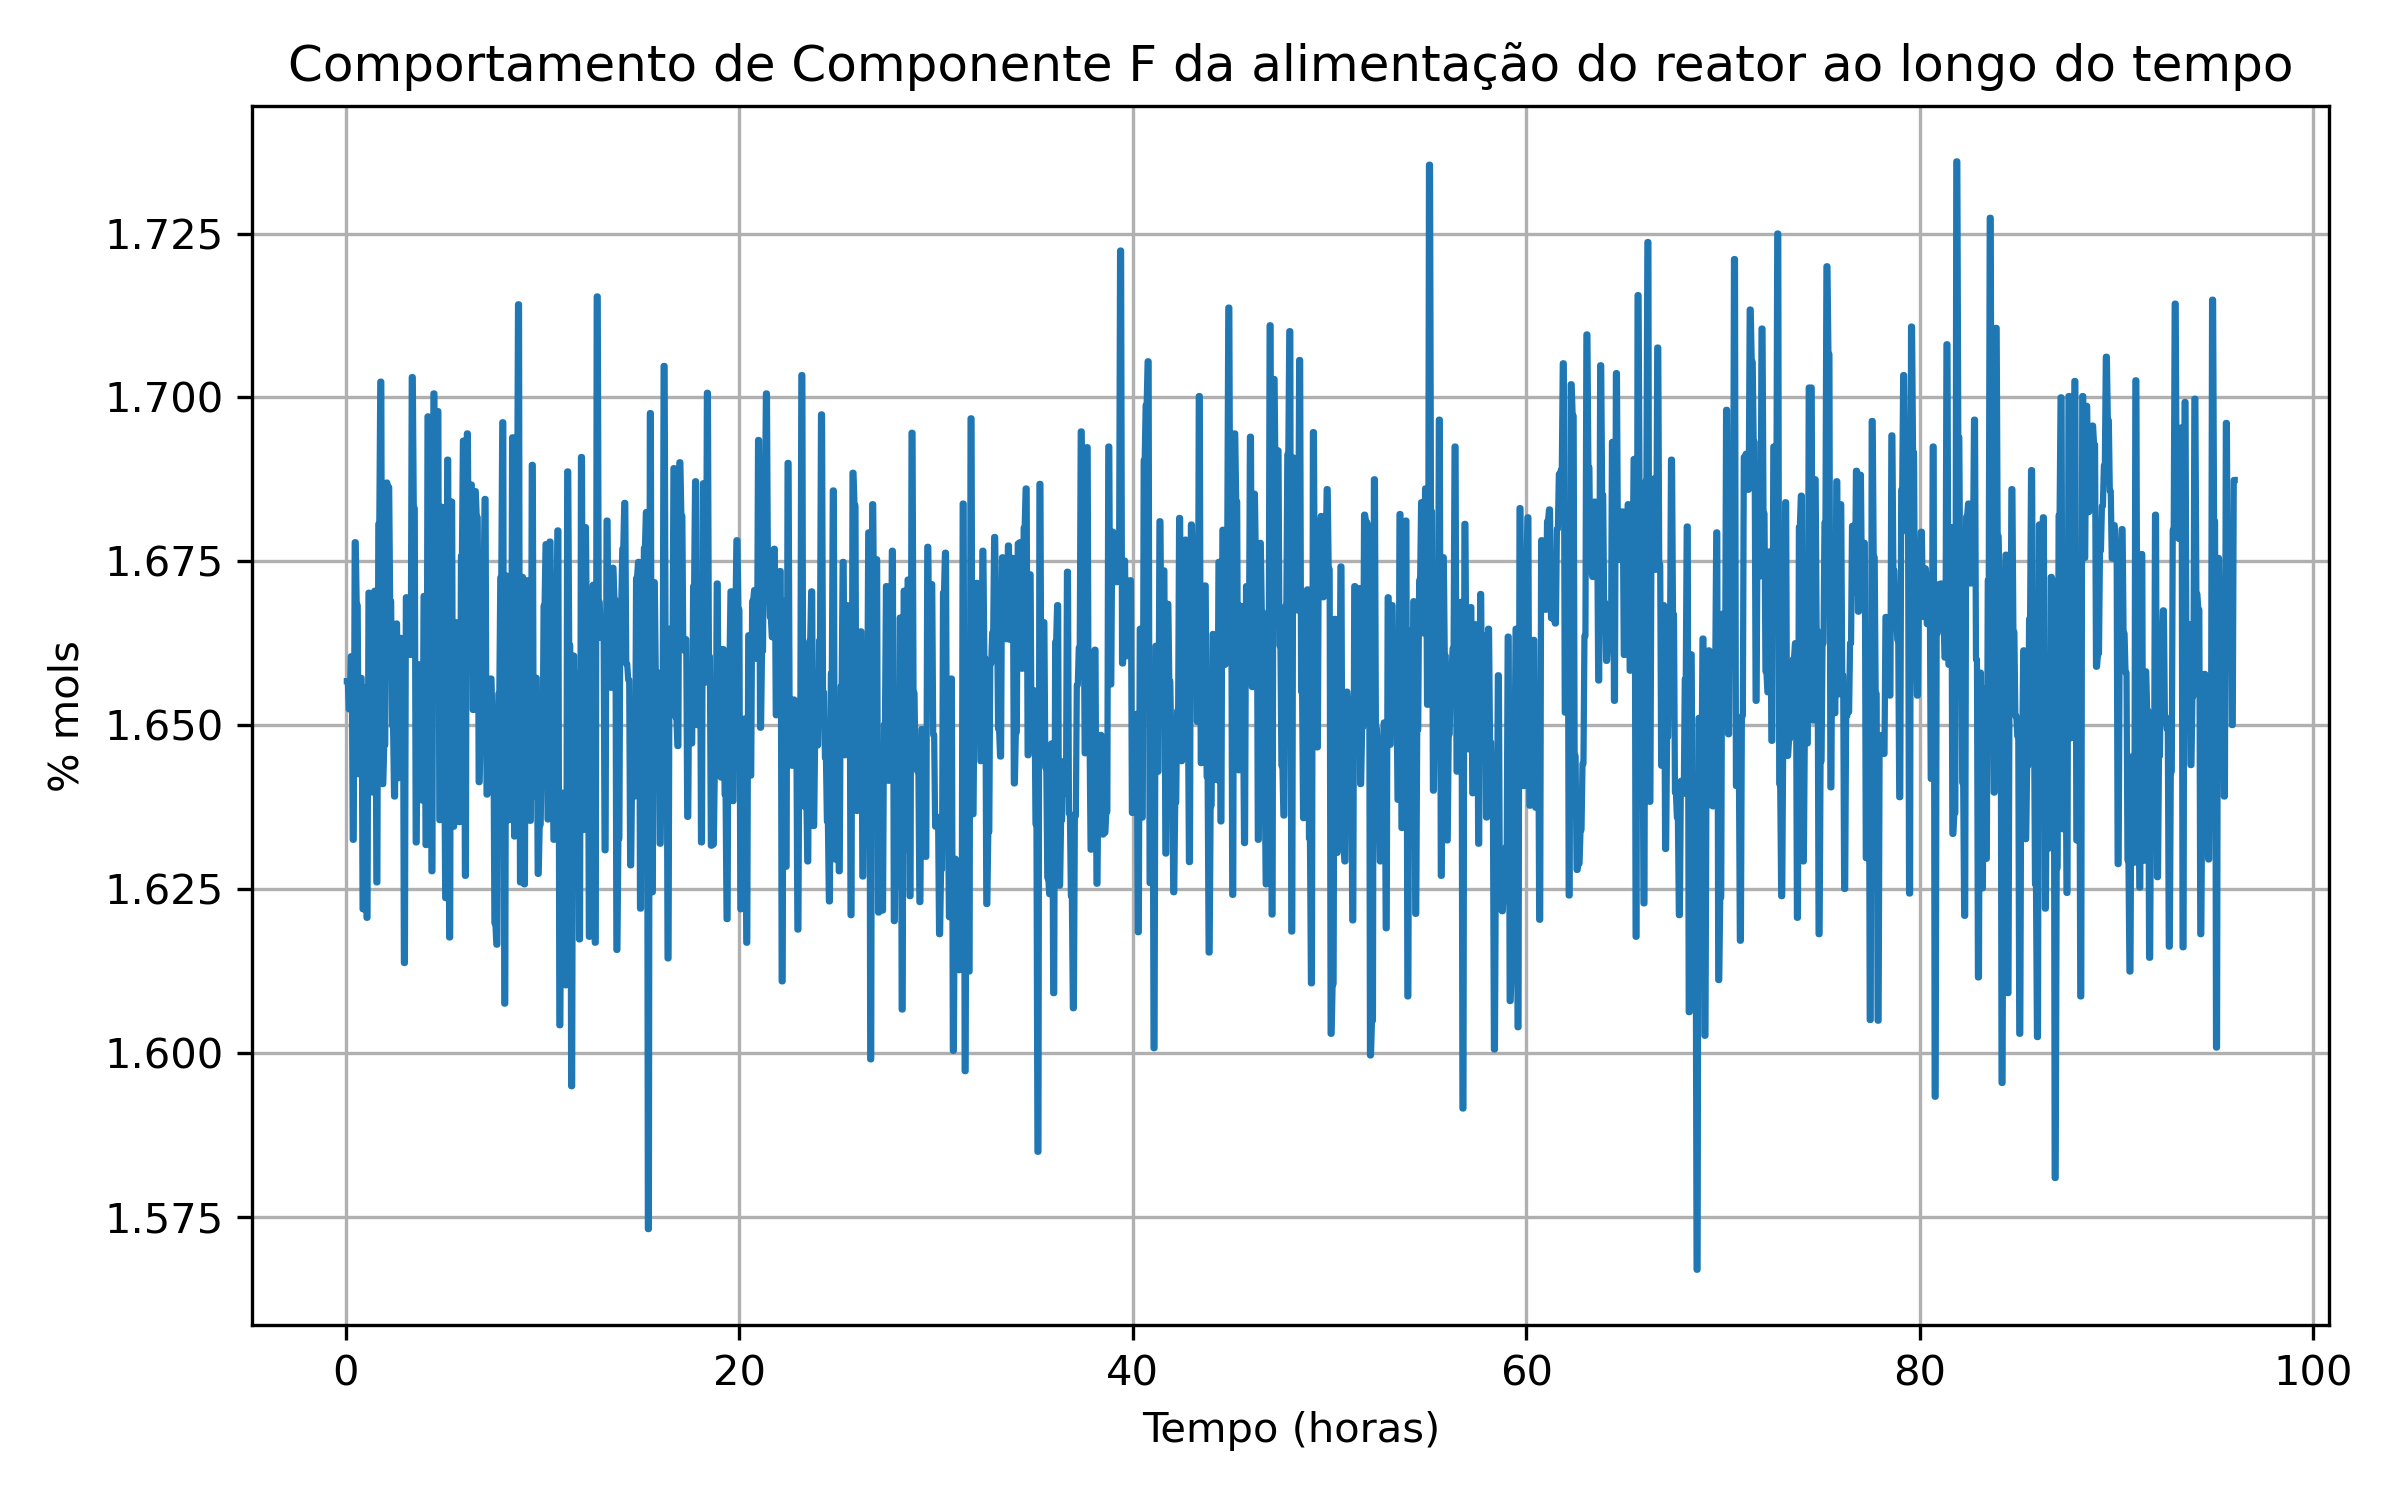 Comportamento de Componente F da alimentação do reator ao longo do tempo
1.725
1.700
1.675
1.650
1.625
1.600
1.575
% mols
0 20 40 60 80 100
Tempo (horas)